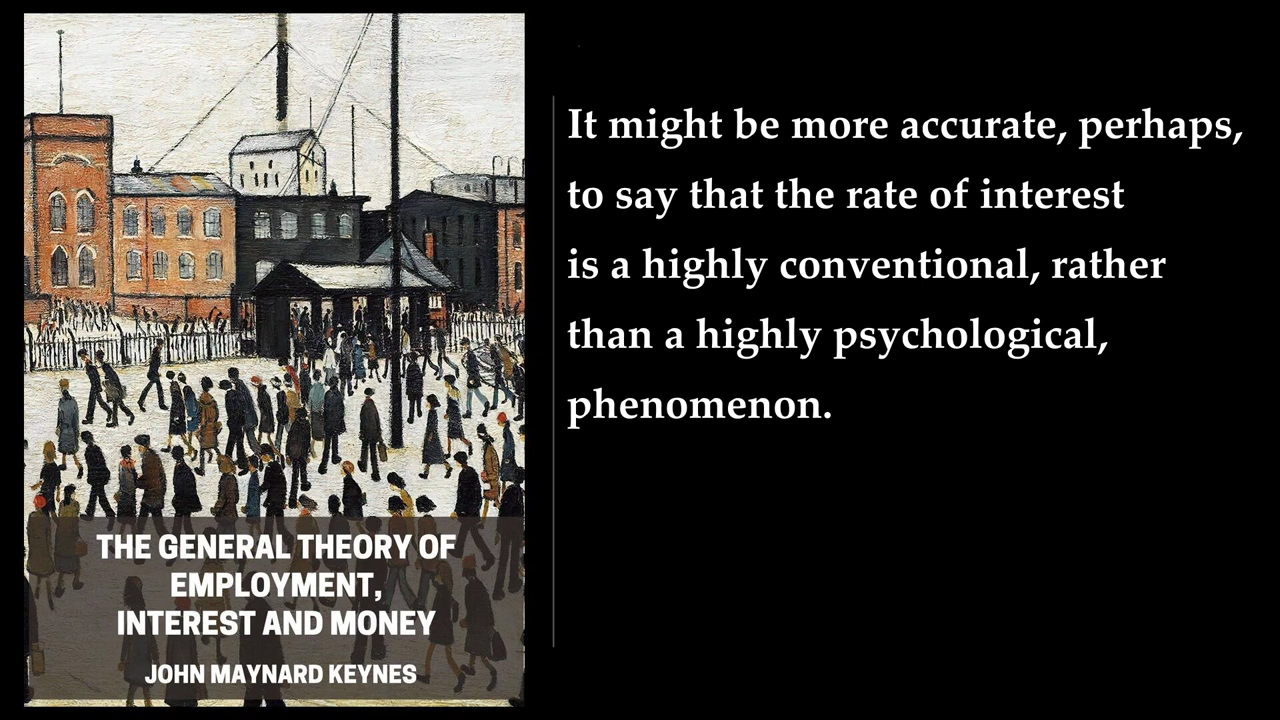 THE GENERAL THEORY OF
EMPLOYMENT,
INTEREST AND MONEY
JOHN MAYNARD KEYNES
It might be more accurate, perhaps,
to say that the rate of interest
is a highly conventional, rather
than a highly psychological,
phenomenon.